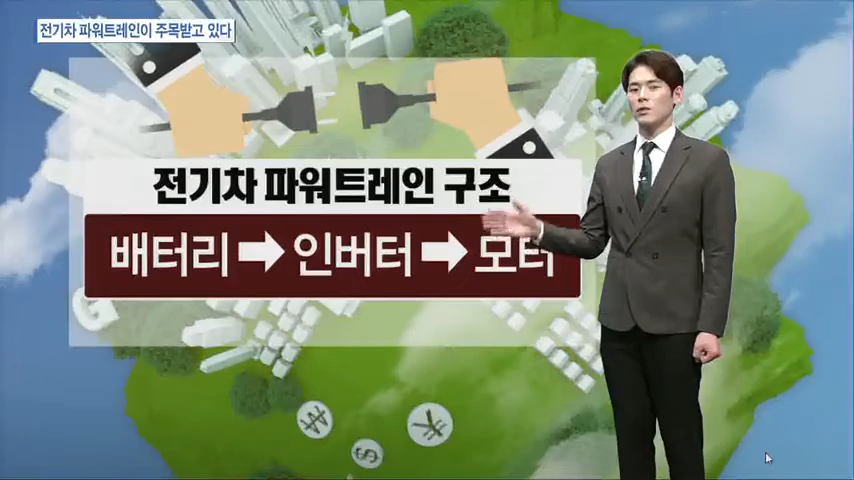 전기차 파워트레인이 주목받고 있다
전기차 파워트레인 구조
배터리 → 인버터 → 모터
G
₩ $ ¥